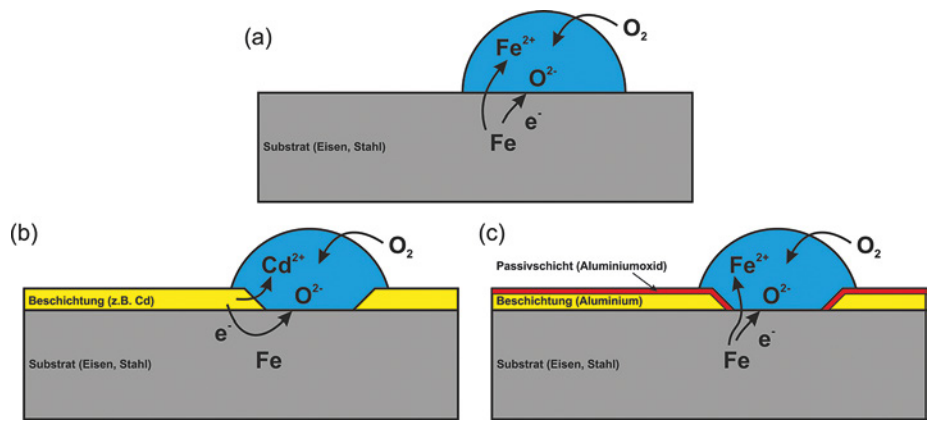 (a)
O2
Fe2+
O2-
e-
Fe
Substrat (Eisen, Stahl)
(b)
O2
Cd2+
O2-
Beschichtung (z.B. Cd)
e-
Fe
Substrat (Eisen, Stahl)
(c)
O2
Passivschicht (Aluminiumoxid)
Fe2+
O2-
Beschichtung (Aluminium)
e-
Fe
Substrat (Eisen, Stahl)